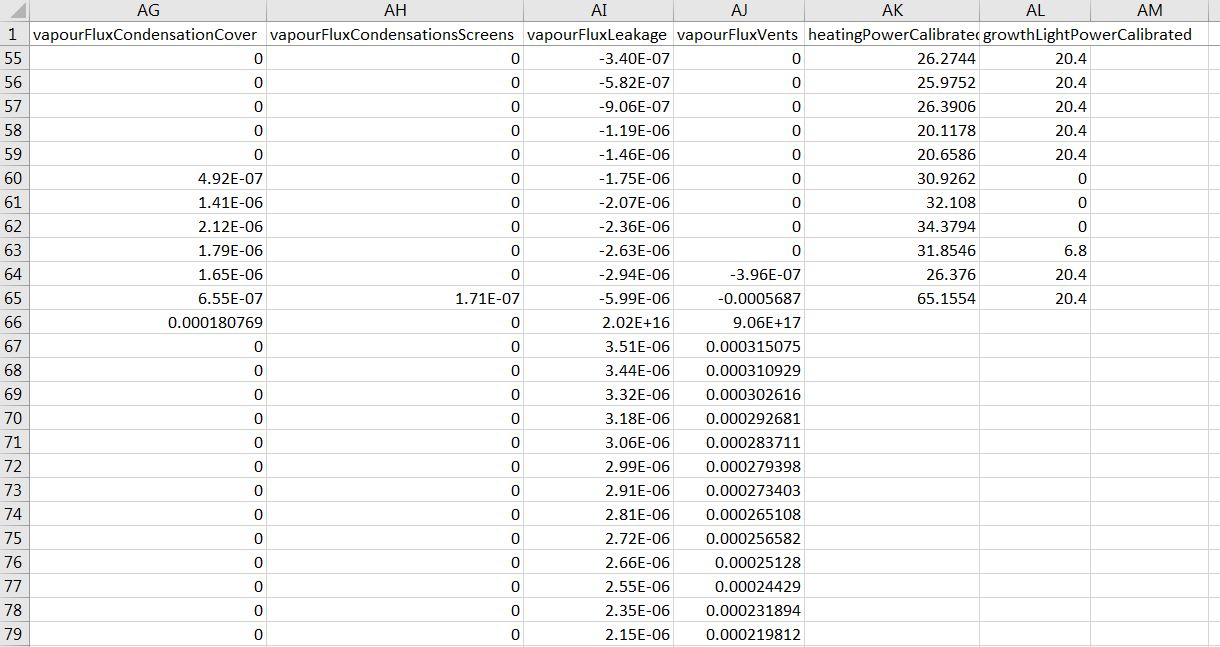 AG AH AI AJ AK AL AM
1 vapourFluxCondensationCover vapourFluxCondensationsScreens vapourFluxLeakage vapourFluxVents heatingPowerCalibrated growthLightPowerCalibrated
55 0 0 -3.40E-07 0 26.2744 20.4
56 0 0 -5.82E-07 0 25.9752 20.4
57 0 0 -9.06E-07 0 26.3906 20.4
58 0 0 -1.19E-06 0 20.1178 20.4
59 0 0 -1.46E-06 0 20.6586 20.4
60 4.92E-07 0 -1.75E-06 0 30.9262 0
61 1.41E-06 0 -2.07E-06 0 32.108 0
62 2.12E-06 0 -2.36E-06 0 34.3794 0
63 1.79E-06 0 -2.63E-06 0 31.8546 6.8
64 1.65E-06 0 -2.94E-06 -3.96E-07 26.376 20.4
65 6.55E-07 1.71E-07 -5.99E-06 -0.0005687 65.1554 20.4
66 0.000180769 0 2.02E+16 9.06E+17
67 0 0 3.51E-06 0.000315075
68 0 0 3.44E-06 0.000310929
69 0 0 3.32E-06 0.000302616
70 0 0 3.18E-06 0.000292681
71 0 0 3.06E-06 0.000283711
72 0 0 2.99E-06 0.000279398
73 0 0 2.91E-06 0.000273403
74 0 0 2.81E-06 0.000265108
75 0 0 2.72E-06 0.000256582
76 0 0 2.66E-06 0.00025128
77 0 0 2.55E-06 0.00024429
78 0 0 2.35E-06 0.000231894
79 0 0 2.15E-06 0.000219812